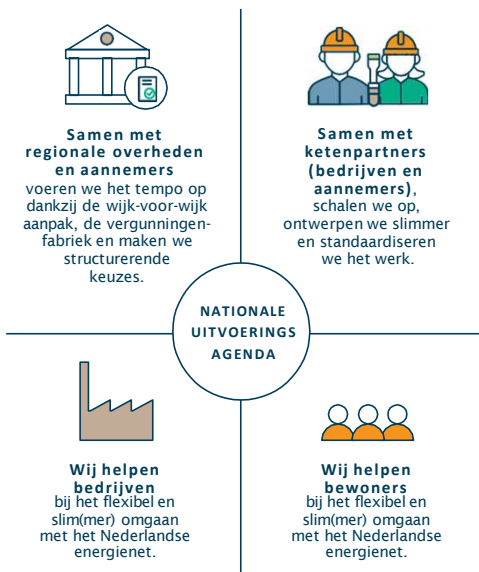 Samen met
regionale overheden
en aannemers
voeren we het tempo op
dankzij de wijk-voor-wijk
aanpak, de vergunningen-
fabriek en maken we
structurerende
keuzes.
Samen met
ketenpartners
(bedrijven en
aannemers),
schalen we op,
ontwerpen we slimmer
en standaardiseren
we het werk.
NATIONALE
UITVOERINGS
AGENDA
Wij helpen
bedrijven
bij het flexibel en
slim(mer) omgaan
met het Nederlandse
energienet.
Wij helpen
bewoners
bij het flexibel en
slim(mer) omgaan
met het Nederlandse
energienet.